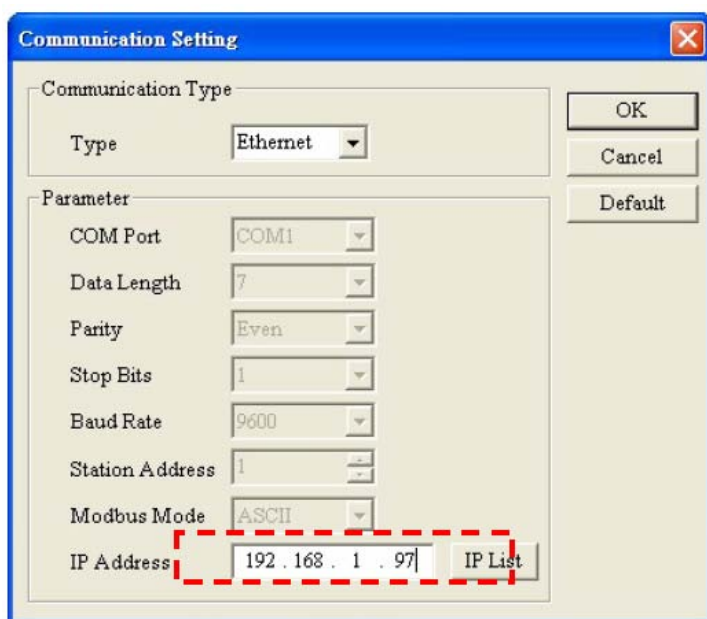 Communication Setting
Communication Type
Type Ethernet
OK
Cancel
Default
Parameter
COM Port COM1
Data Length 7
Parity Even
Stop Bits 1
Baud Rate 9600
Station Address 1
Modbus Mode ASCII
IP Address 192 . 168 . 1 . 97 IP List